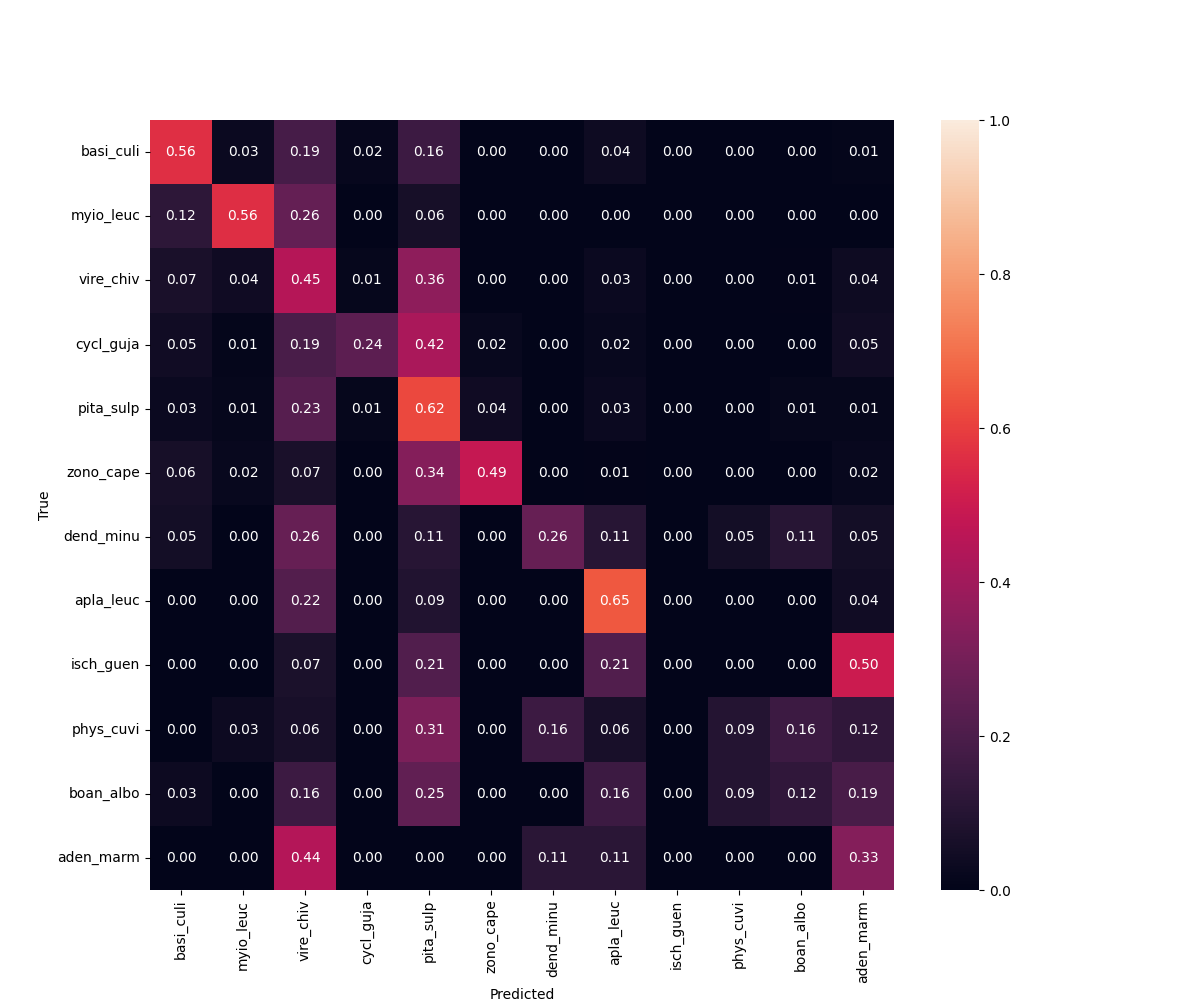 basi_culi 0.56 0.03 0.19 0.02 0.16 0.00 0.00 0.04 0.00 0.00 0.00 0.01
myio_leuc 0.12 0.56 0.26 0.00 0.06 0.00 0.00 0.00 0.00 0.00 0.00 0.00
vire_chiv 0.07 0.04 0.45 0.01 0.36 0.00 0.00 0.03 0.00 0.00 0.01 0.04
cycl_guja 0.05 0.01 0.19 0.24 0.42 0.02 0.00 0.02 0.00 0.00 0.00 0.05
pita_sulp 0.03 0.01 0.23 0.01 0.62 0.04 0.00 0.03 0.00 0.00 0.01 0.01
zono_cape 0.06 0.02 0.07 0.00 0.34 0.49 0.00 0.01 0.00 0.00 0.00 0.02
dend_minu 0.05 0.00 0.26 0.00 0.11 0.00 0.26 0.11 0.00 0.05 0.11 0.05
apla_leuc 0.00 0.00 0.22 0.00 0.09 0.00 0.00 0.65 0.00 0.00 0.00 0.04
isch_guen 0.00 0.00 0.07 0.00 0.21 0.00 0.00 0.21 0.00 0.00 0.00 0.50
phys_cuvi 0.00 0.03 0.06 0.00 0.31 0.00 0.16 0.06 0.00 0.09 0.16 0.12
boan_albo 0.03 0.00 0.16 0.00 0.25 0.00 0.00 0.16 0.00 0.09 0.12 0.19
aden_marm 0.00 0.00 0.44 0.00 0.00 0.00 0.11 0.11 0.00 0.00 0.00 0.33
True
basi_culi myio_leuc vire_chiv cycl_guja pita_sulp zono_cape dend_minu apla_leuc isch_guen phys_cuvi boan_albo aden_marm
Predicted
1.0
0.8
0.6
0.4
0.2
0.0